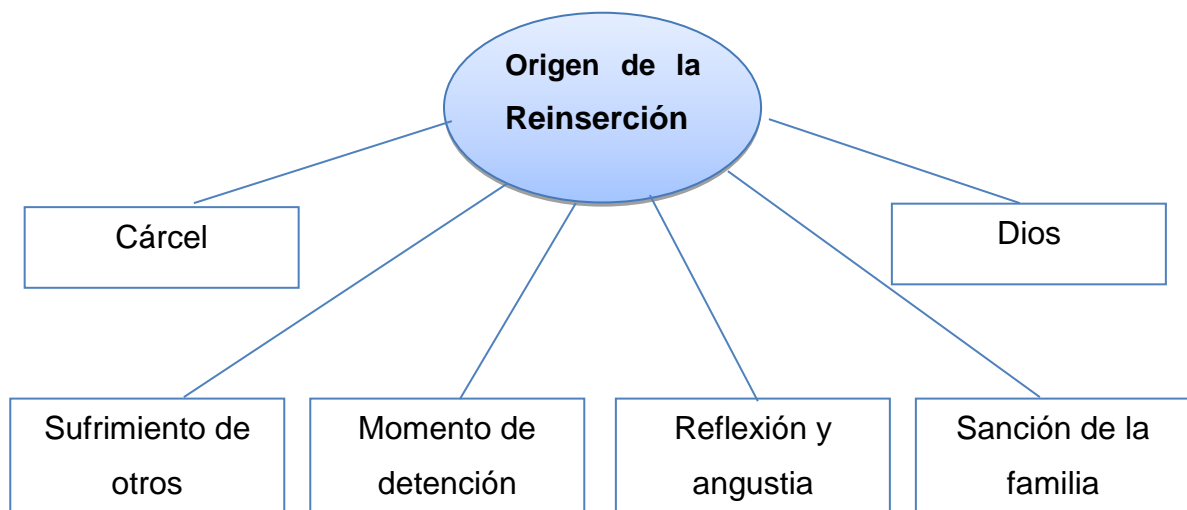 Origen de la
Reinserción
Cárcel
Dios
Sufrimiento de
otros
Momento de
detención
Reflexión y
angustia
Sanción de la
familia